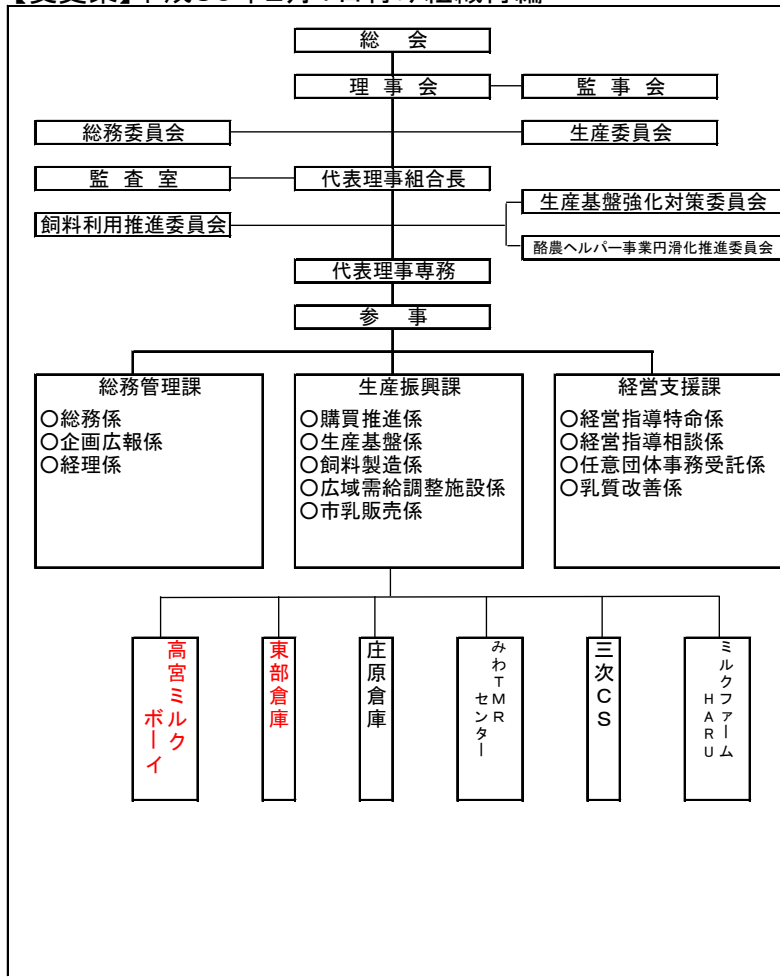 総　会
理　事　会
監　事　会
総務委員会
生産委員会
監　査　室
代表理事組合長
生産基盤強化対策委員会
飼料利用推進委員会
酪農ヘルパー事業円滑化推進委員会
代表理事専務
参　事
総務管理課
○総務係
○企画広報係
○経理係
生産振興課
○購買推進係
○生産基盤係
○飼料製造係
○広域需給調整施設係
○市乳販売係
経営支援課
○経営指導特命係
○経営指導相談係
○任意団体事務受託係
○乳質改善係
高宮ミルク
ボーイ
東部倉庫
庄原倉庫
みわTMR
センター
三次CS
ミルクファーム
HARU